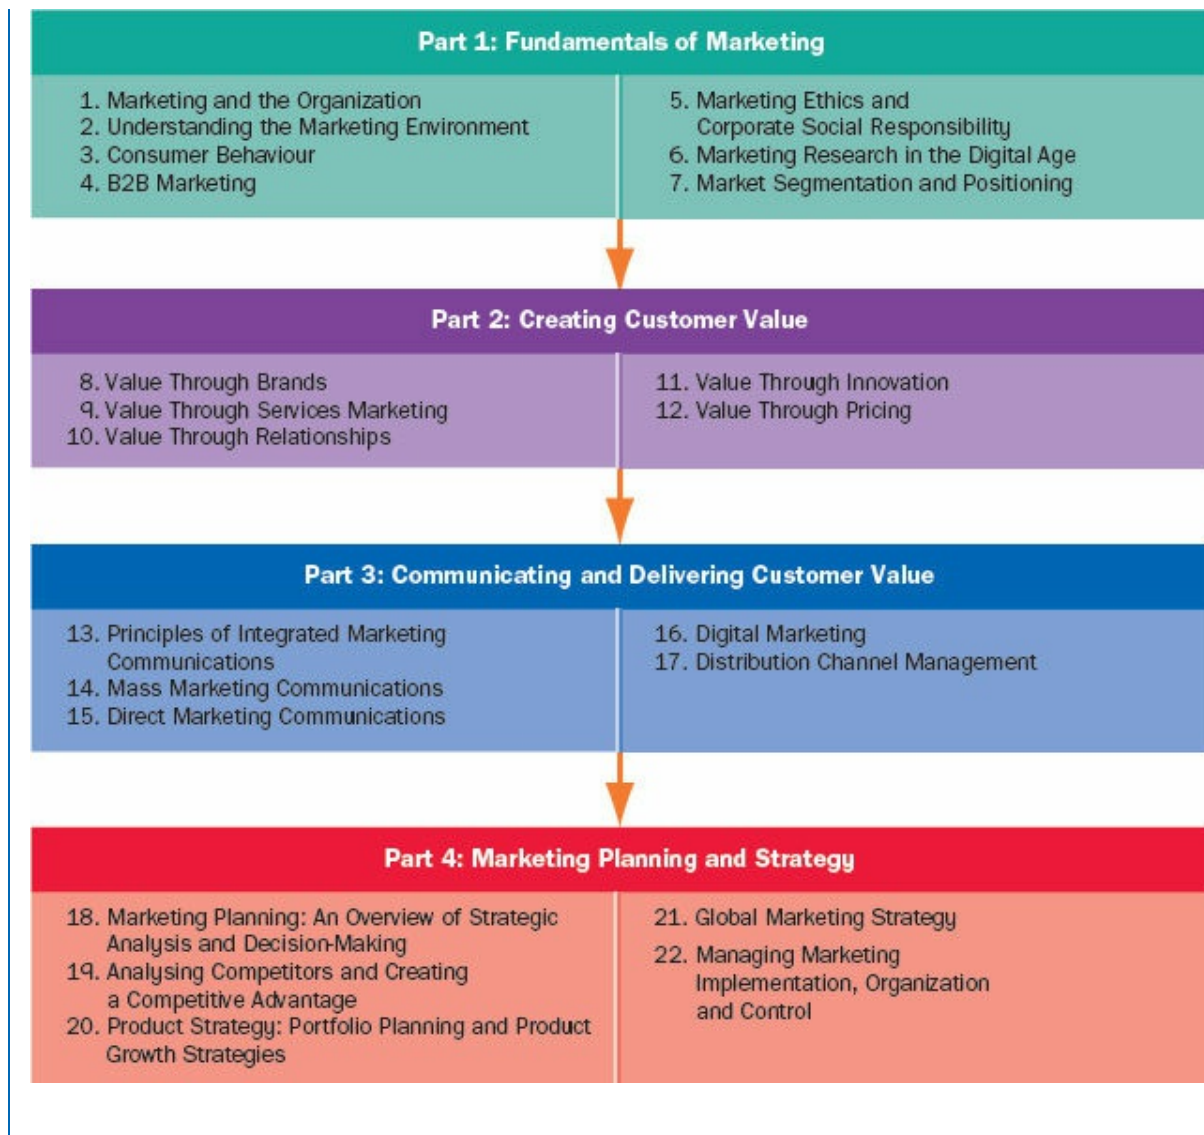 Part 1: Fundamentals of Marketing
1. Marketing and the Organization
2. Understanding the Marketing Environment
3. Consumer Behaviour
4. B2B Marketing
5. Marketing Ethics and
Corporate Social Responsibility
6. Marketing Research in the Digital Age
7. Market Segmentation and Positioning
Part 2: Creating Customer Value
8. Value Through Brands
9. Value Through Services Marketing
10. Value Through Relationships
11. Value Through Innovation
12. Value Through Pricing
Part 3: Communicating and Delivering Customer Value
13. Principles of Integrated Marketing
Communications
14. Mass Marketing Communications
15. Direct Marketing Communications
16. Digital Marketing
17. Distribution Channel Management
Part 4: Marketing Planning and Strategy
18. Marketing Planning: An Overview of Strategic
Analysis and Decision-Making
19. Analysing Competitors and Creating
a Competitive Advantage
20. Product Strategy: Portfolio Planning and Product
Growth Strategies
21. Global Marketing Strategy
22. Managing Marketing
Implementation, Organization
and Control